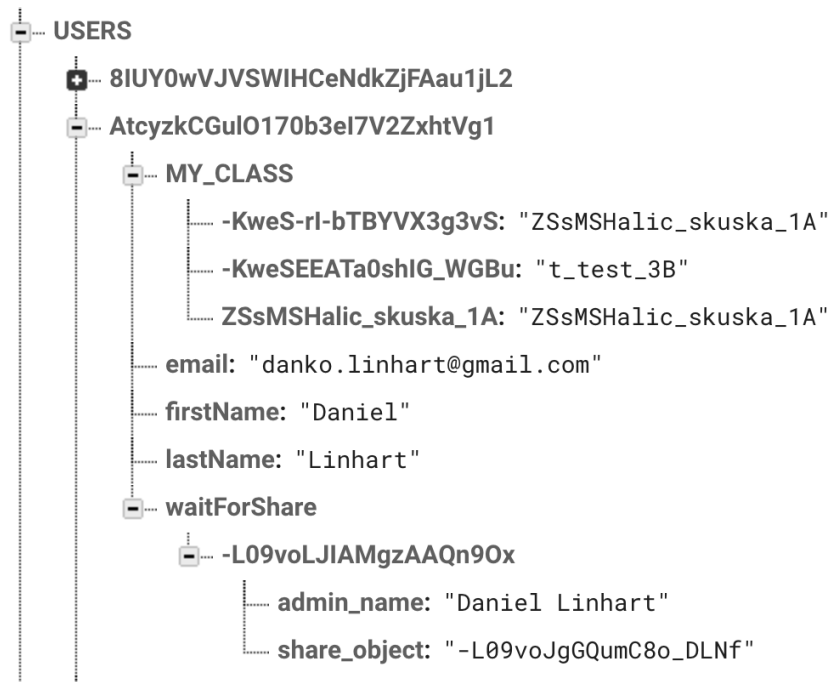 USERS
8IUY0wVJVSWIHCeNdkZjFAau1jL2
AtcyzkCGulO170b3eI7V2ZxhtVg1
MY_CLASS
-KweS-rI-bTBYVX3g3vS: "ZSsMSHalic_skuska_1A"
-KweSEEATa0shIG_WGBu: "t_test_3B"
ZSsMSHalic_skuska_1A: "ZSsMSHalic_skuska_1A"
email: "danko.linhart@gmail.com"
firstName: "Daniel"
lastName: "Linhart"
waitForShare
-L09voLJIAMgzAAQn9Ox
admin_name: "Daniel Linhart"
share_object: "-L09voJgGQumC8o_DLNf"